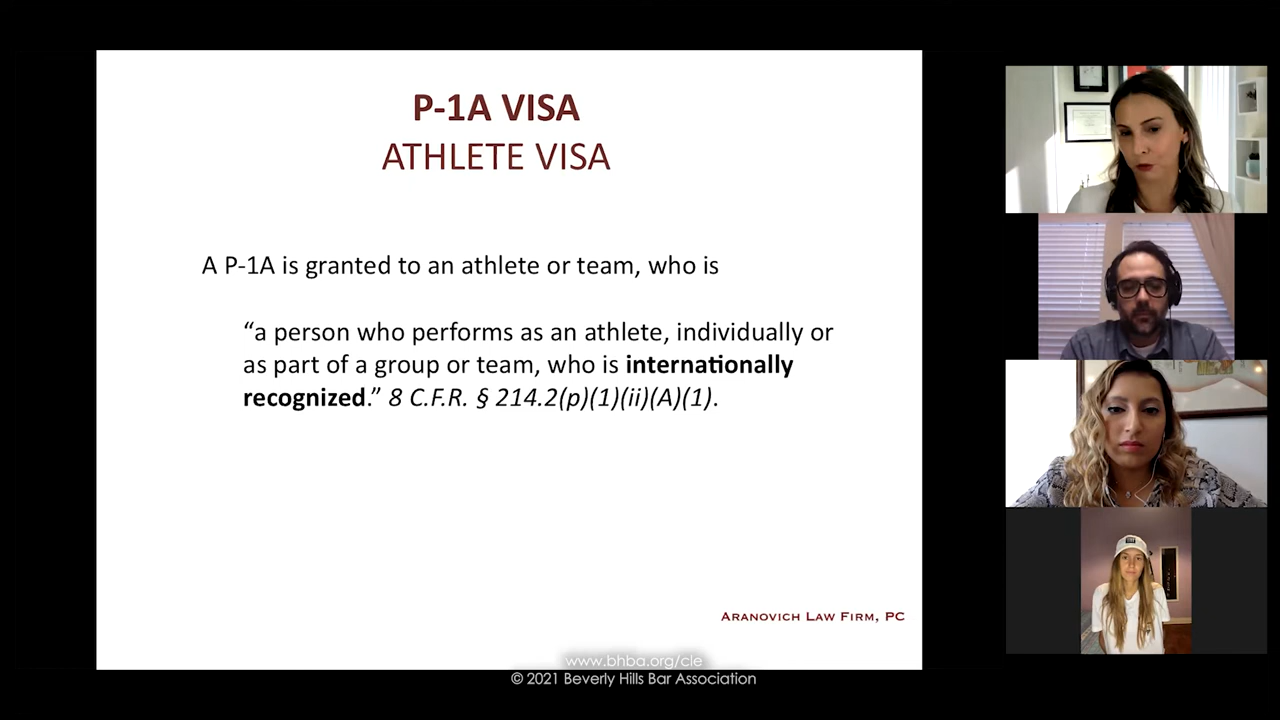 P-1A VISA
ATHLETE VISA
A P-1A is granted to an athlete or team, who is
“a person who performs as an athlete, individually or
as part of a group or team, who is internationally
recognized.” 8 C.F.R. § 214.2(p)(1)(ii)(A)(1).
ARANOVICH LAW FIRM, PC
www.bhba.org/cle
© 2021 Beverly Hills Bar Association